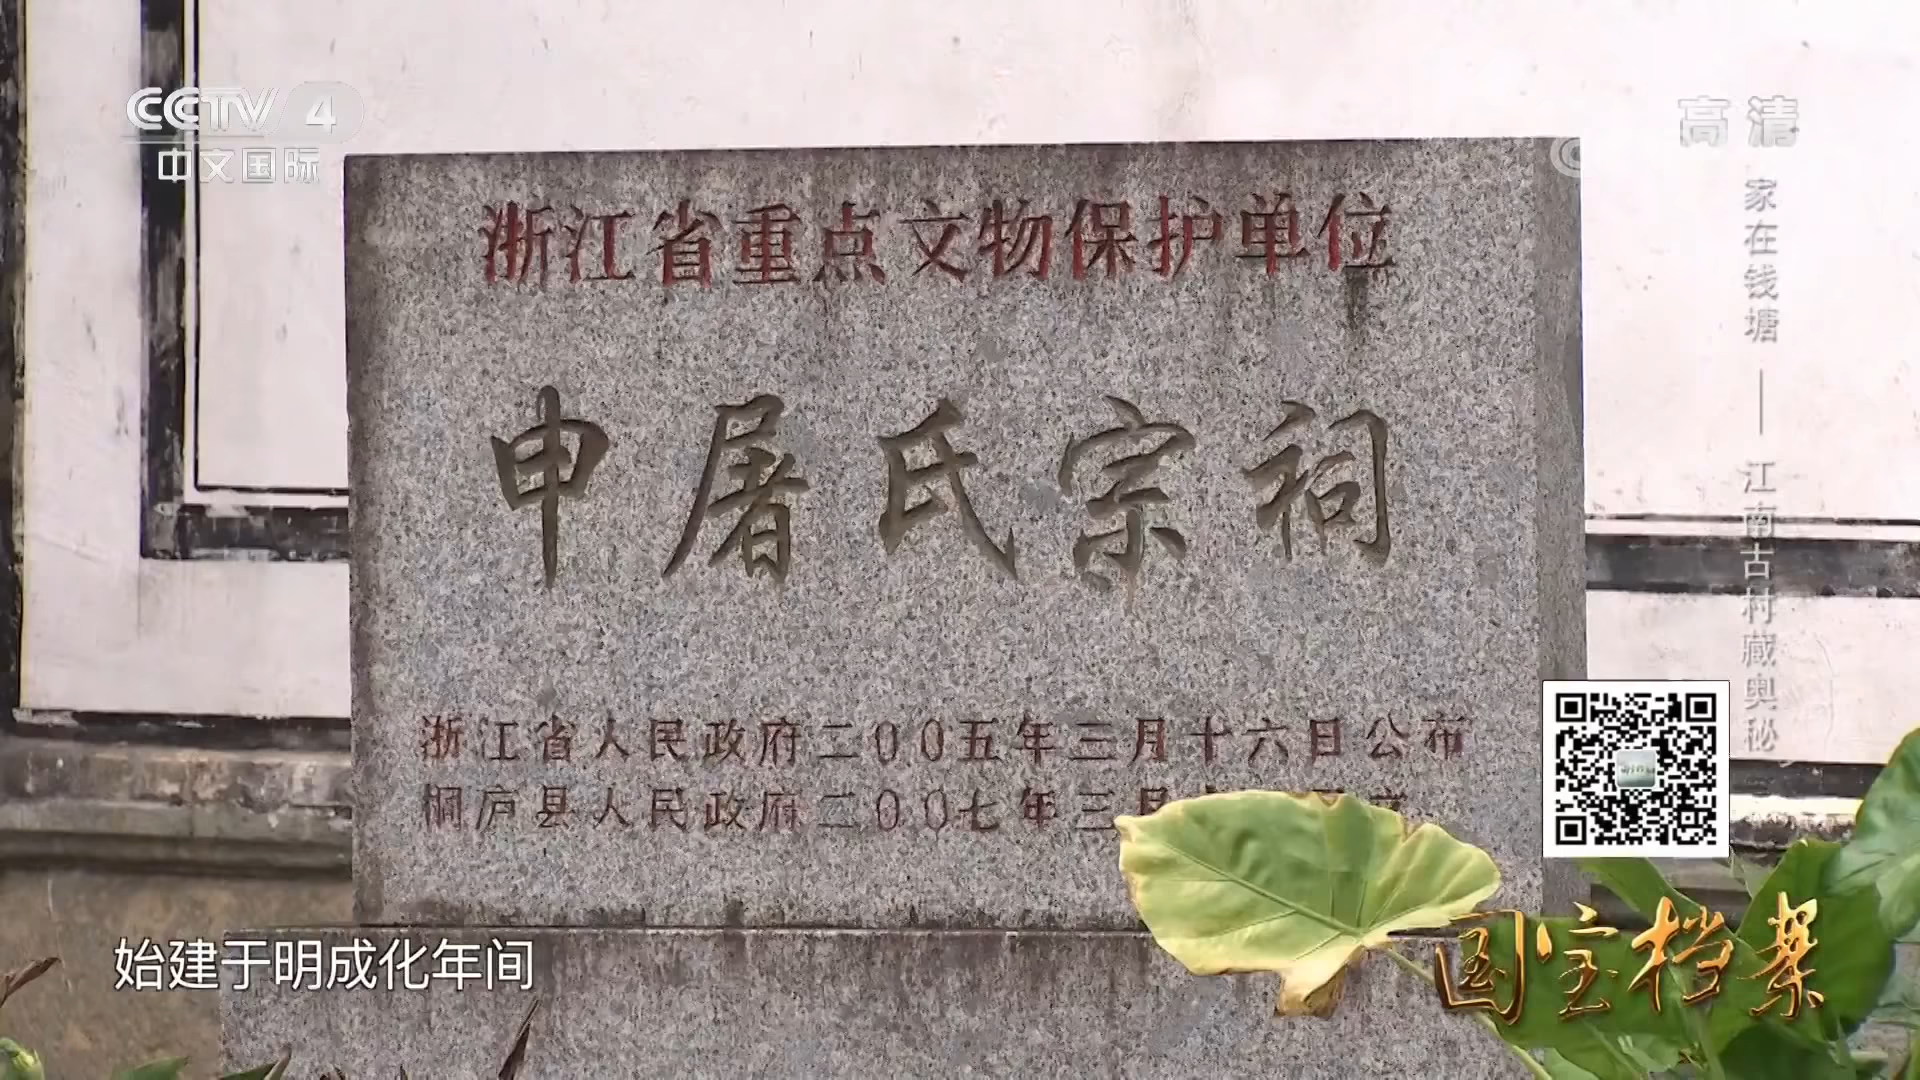 CCTV 4
中文国际
高清
家在钱塘——江南古村藏奥秘
浙江省重点文物保护单位
申屠氏宗祠
浙江省人民政府二00五年三月十六日公布
桐庐县人民政府二00七年三月
始建于明成化年间
国宝档案